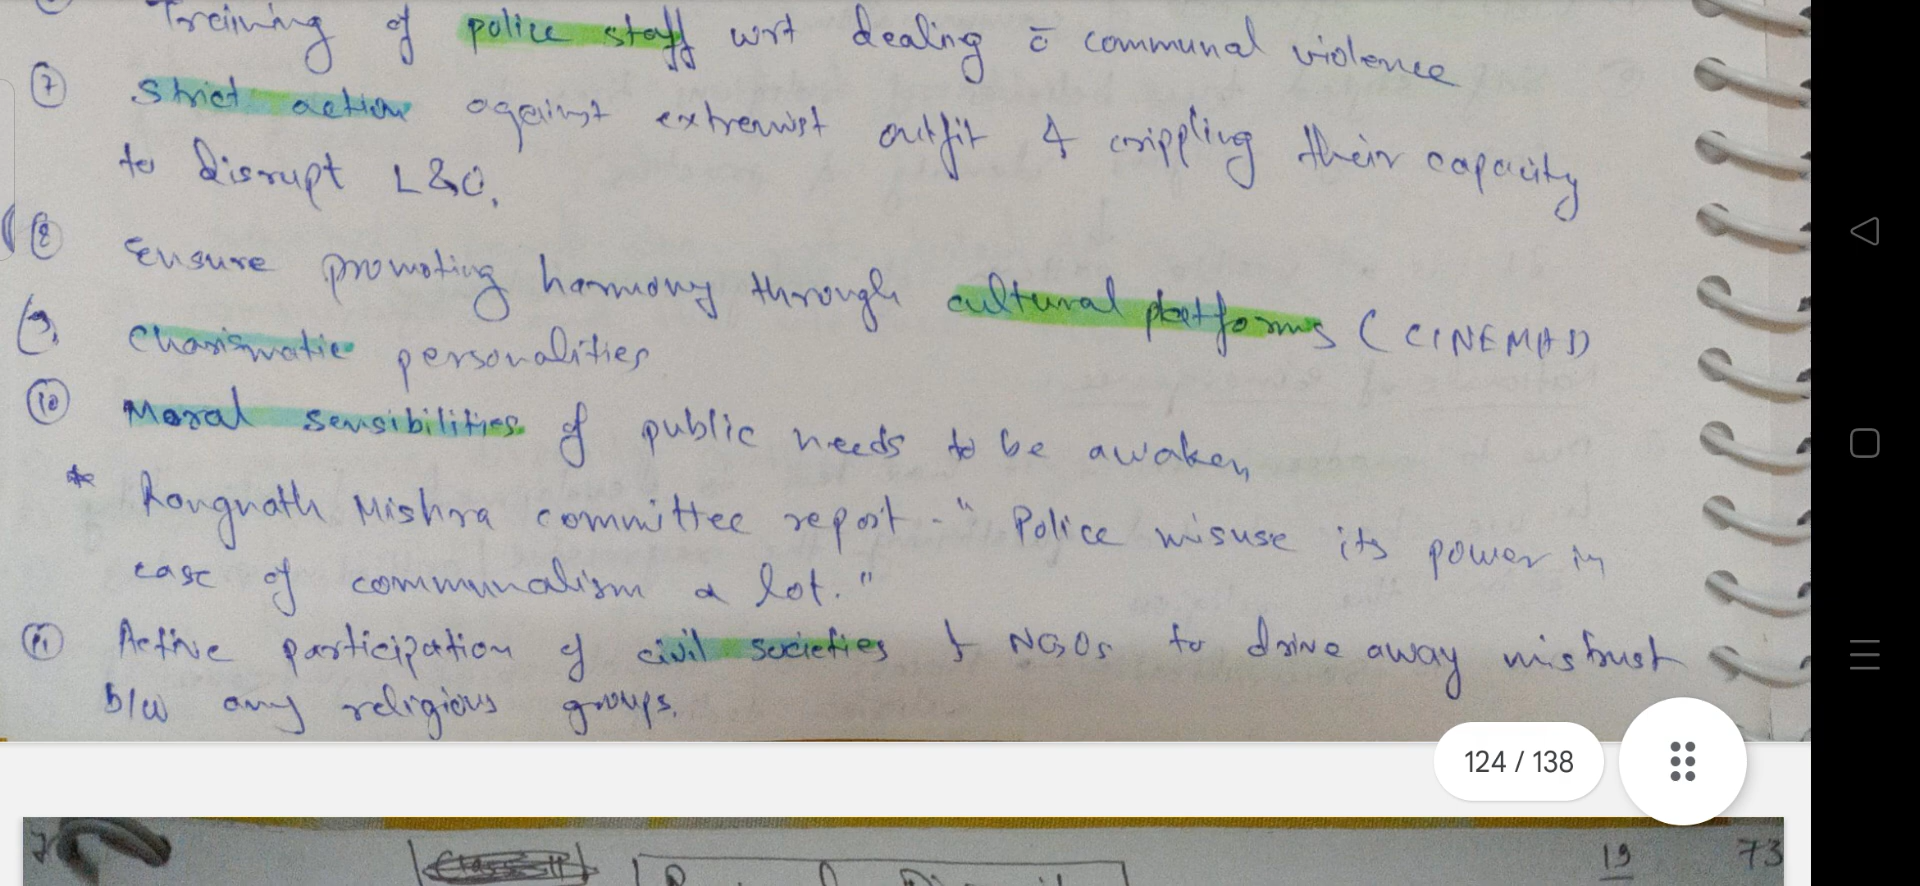 Training of police staff wrt dealing c̄ communal violence
⑦ Strict action against extremist outfit & crippling their capacity
to disrupt L&O.
⑧ Ensure promoting harmony through cultural platforms (CINEMA)
9. Charismatic personalities
⑩ Moral sensibilities of public needs to be awaken
* Rangnath Mishra committee report - "Police misuse its power in
case of communalism a lot."
⑪ Active participation of civil societies & NGOs to drive away mistrust
b/w any religious groups.
124 / 138
19 73